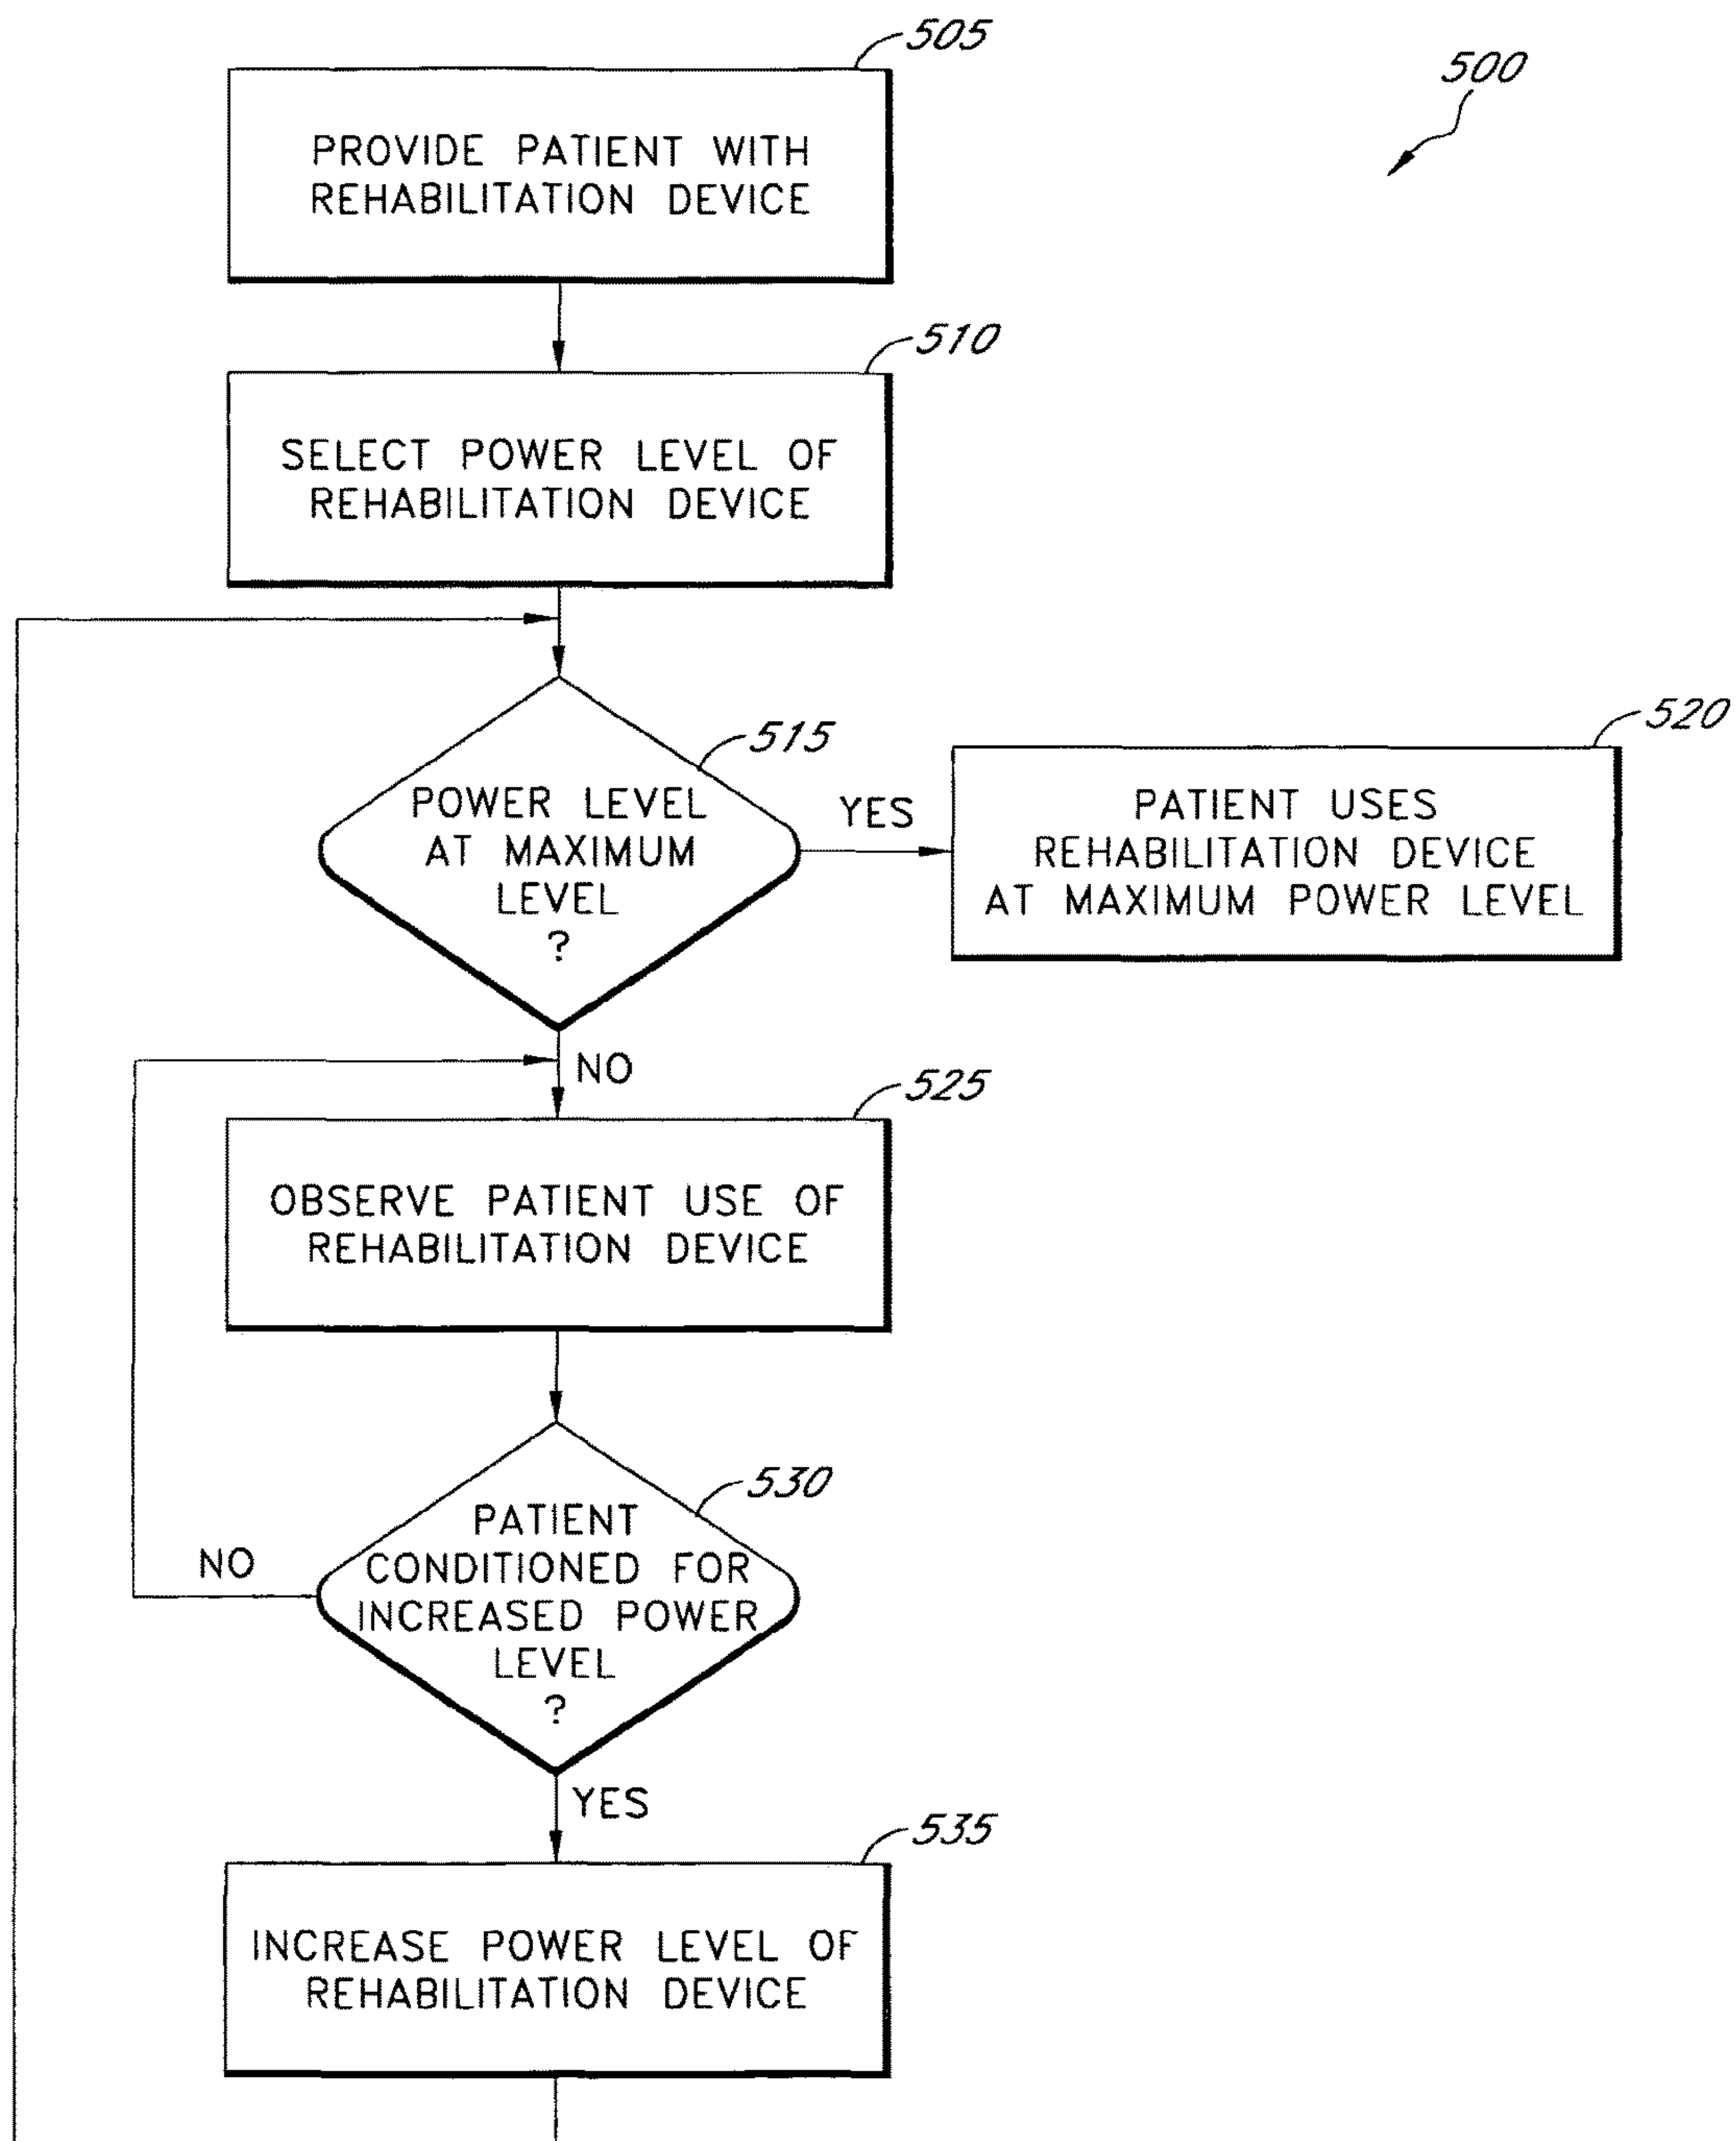 505
500
PROVIDE PATIENT WITH
REHABILITATION DEVICE
510
SELECT POWER LEVEL OF
REHABILITATION DEVICE
515
POWER LEVEL
AT MAXIMUM
LEVEL
?
YES
520
PATIENT USES
REHABILITATION DEVICE
AT MAXIMUM POWER LEVEL
NO
525
OBSERVE PATIENT USE OF
REHABILITATION DEVICE
530
PATIENT
CONDITIONED FOR
INCREASED POWER
LEVEL
?
NO
YES
535
INCREASE POWER LEVEL OF
REHABILITATION DEVICE